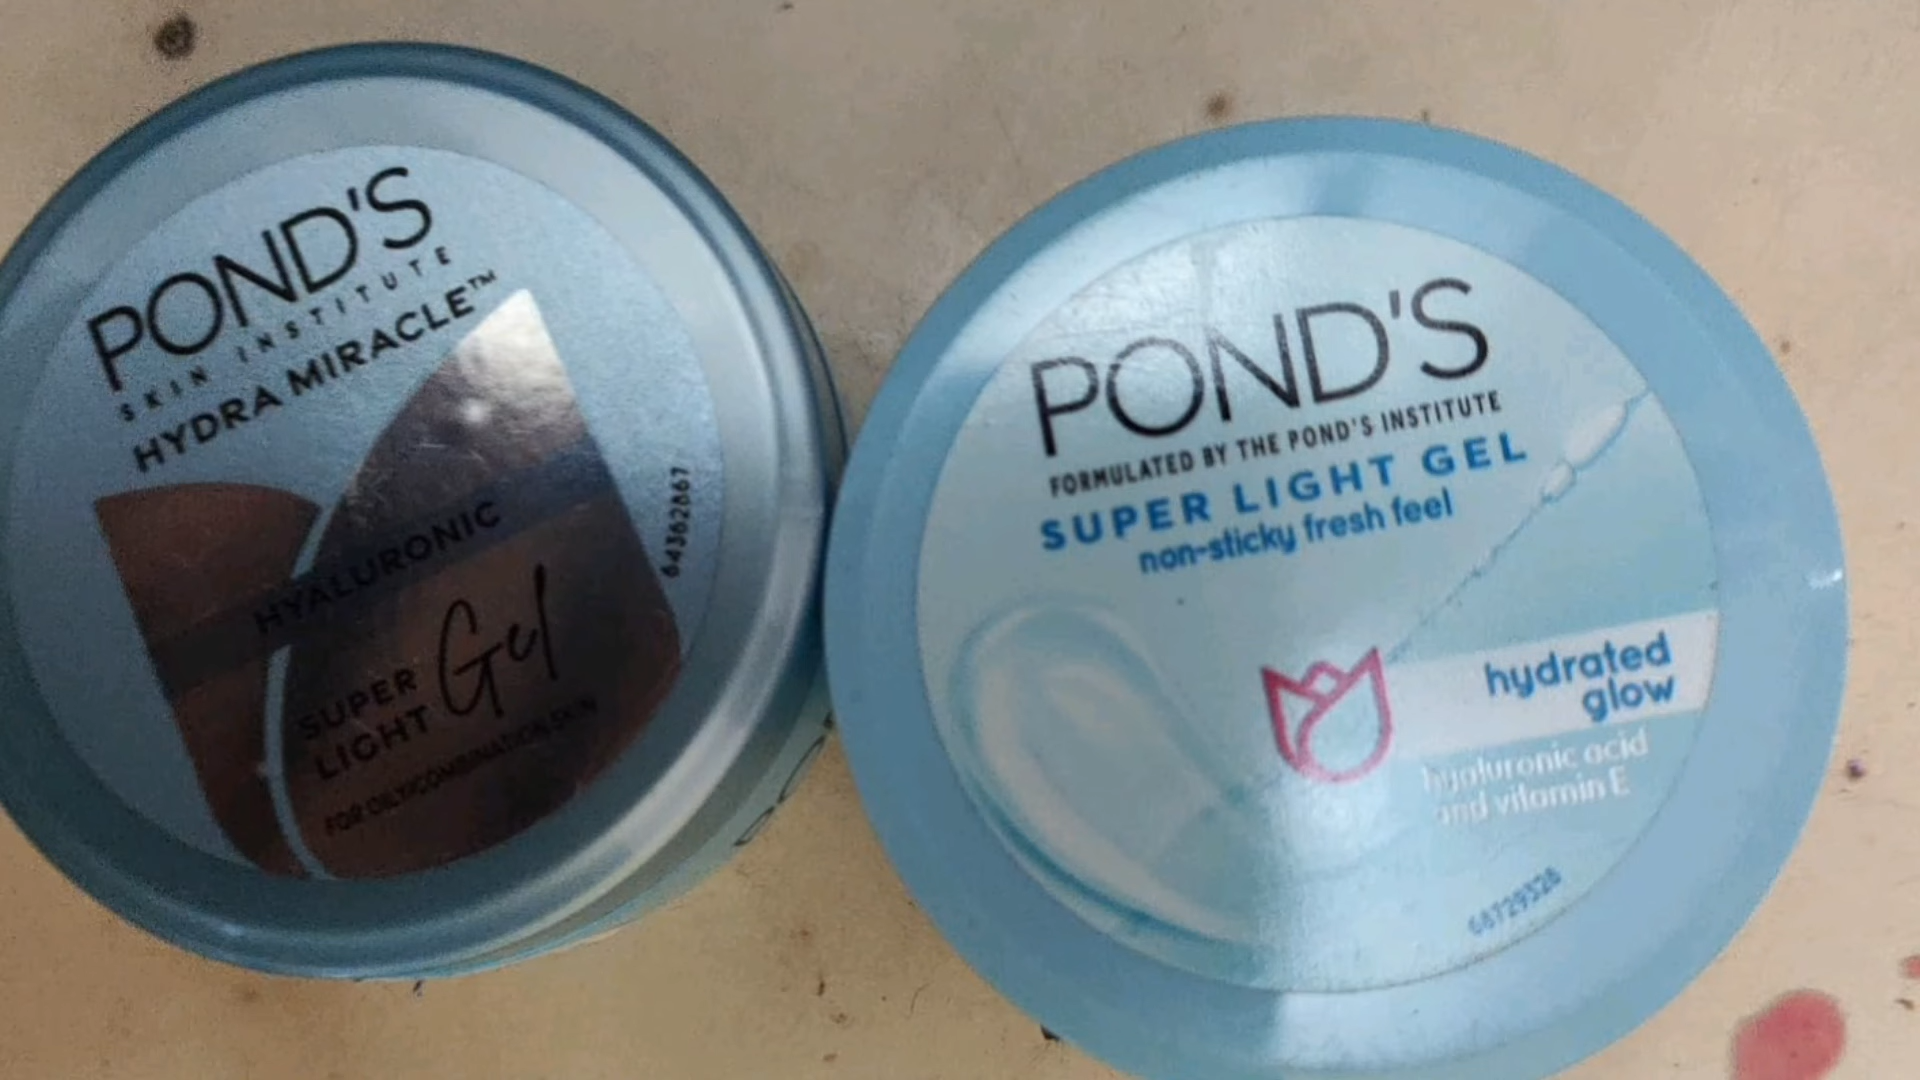 POND'S
SKIN INSTITUTE
HYDRA MIRACLE™
HYALURONIC
SUPER
LIGHT Gel
FOR OILY/COMBINATION SKIN
64362867
POND'S
FORMULATED BY THE POND'S INSTITUTE
SUPER LIGHT GEL
non-sticky fresh feel
hydrated
glow
hyaluronic acid
and vitamin E
68729328